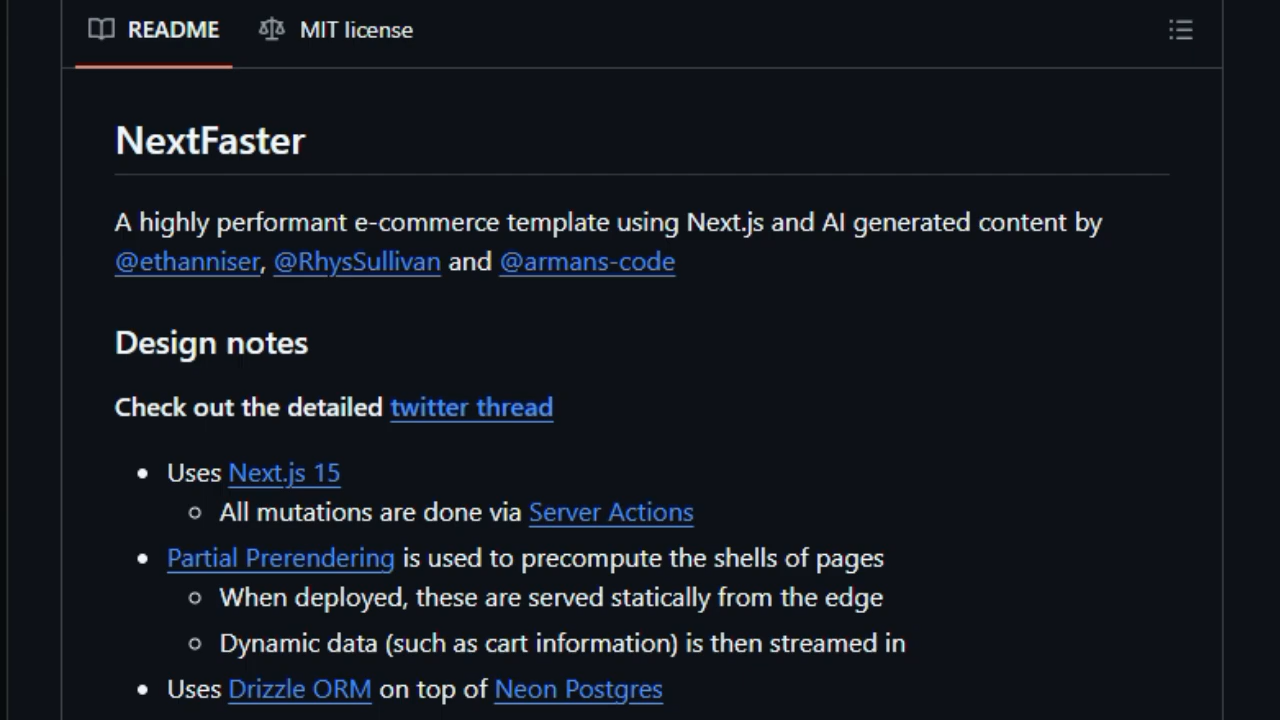 README MIT license
NextFaster
A highly performant e-commerce template using Next.js and AI generated content by
@ethanniser, @RhysSullivan and @armans-code
Design notes
Check out the detailed twitter thread
• Uses Next.js 15
○ All mutations are done via Server Actions
• Partial Prerendering is used to precompute the shells of pages
○ When deployed, these are served statically from the edge
○ Dynamic data (such as cart information) is then streamed in
• Uses Drizzle ORM on top of Neon Postgres